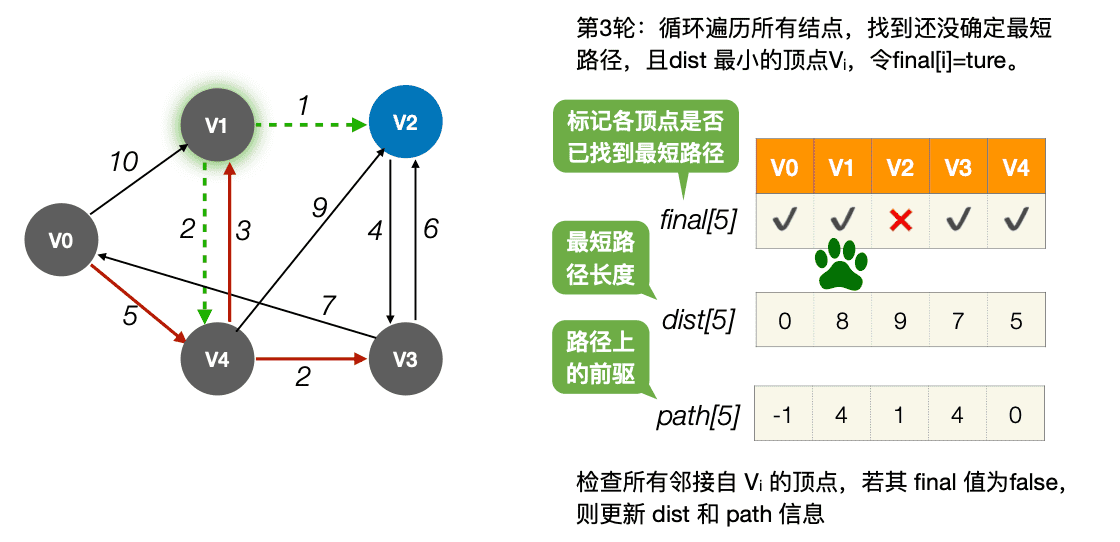 第3轮：循环遍历所有结点，找到还没确定最短
路径，且dist 最小的顶点Vᵢ，令final[i]=ture。
标记各顶点是否
已找到最短路径
V0 V1 V2 V3 V4
final[5] ✓ ✓ ✕ ✓ ✓
最短路
径长度
dist[5] 0 8 9 7 5
路径上
的前驱
path[5] -1 4 1 4 0
检查所有邻接自 Vᵢ 的顶点，若其 final 值为false，
则更新 dist 和 path 信息
V1
1
V2
10
2
3
9
4
6
V0
7
5
V4
2
V3